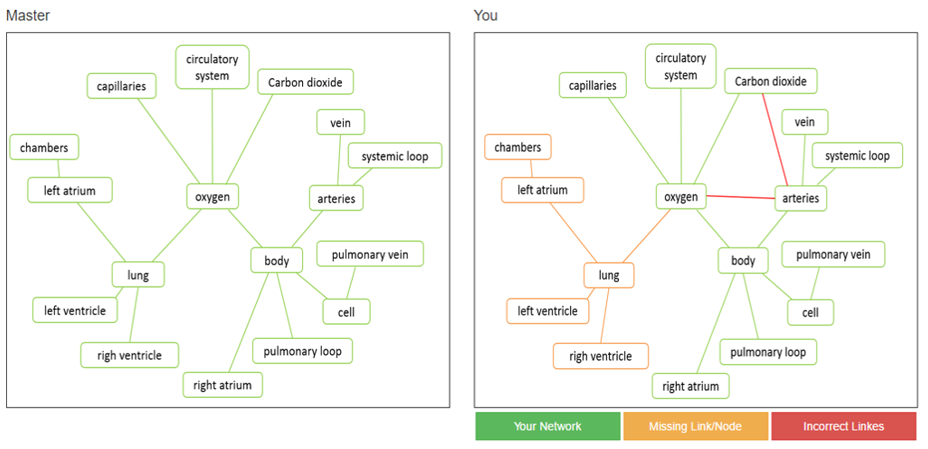 Master
circulatory
system
capillaries
Carbon dioxide
vein
chambers
systemic loop
left atrium
oxygen
arteries
body
pulmonary vein
lung
left ventricle
cell
righ ventricle
pulmonary loop
right atrium
You
circulatory
system
capillaries
Carbon dioxide
vein
chambers
systemic loop
left atrium
oxygen
arteries
body
pulmonary vein
lung
left ventricle
cell
righ ventricle
pulmonary loop
right atrium
Your Network
Missing Link/Node
Incorrect Linkes